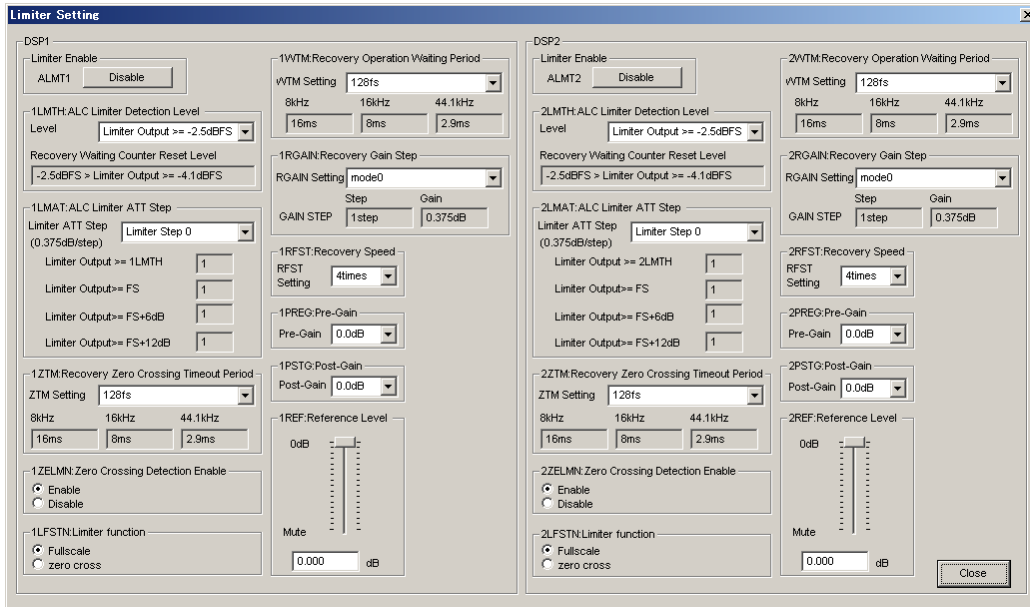 Limiter Setting
DSP1
Limiter Enable
ALMT1 Disable
1LMTH:ALC Limiter Detection Level
Level Limiter Output >= -2.5dBFS
Recovery Waiting Counter Reset Level
-2.5dBFS > Limiter Output >= -4.1dBFS
1LMAT:ALC Limiter ATT Step
Limiter ATT Step Limiter Step 0
(0.375dB/step)
Limiter Output >= 1LMTH 1
Limiter Output>= FS 1
Limiter Output>= FS+6dB 1
Limiter Output>= FS+12dB 1
1ZTM:Recovery Zero Crossing Timeout Period
ZTM Setting 128fs
8kHz 16kHz 44.1kHz
16ms 8ms 2.9ms
1ZELMN:Zero Crossing Detection Enable
Enable
Disable
1LFSTN:Limiter function
Fullscale
zero cross
1WTM:Recovery Operation Waiting Period
WTM Setting 128fs
8kHz 16kHz 44.1kHz
16ms 8ms 2.9ms
1RGAIN:Recovery Gain Step
RGAIN Setting mode0
Step Gain
GAIN STEP 1step 0.375dB
1RFST:Recovery Speed
RFST
Setting 4times
1PREG:Pre-Gain
Pre-Gain 0.0dB
1PSTG:Post-Gain
Post-Gain 0.0dB
1REF:Reference Level
0dB
Mute
0.000 dB
DSP2
Limiter Enable
ALMT2 Disable
2LMTH:ALC Limiter Detection Level
Level Limiter Output >= -2.5dBFS
Recovery Waiting Counter Reset Level
-2.5dBFS > Limiter Output >= -4.1dBFS
2LMAT:ALC Limiter ATT Step
Limiter ATT Step Limiter Step 0
(0.375dB/step)
Limiter Output >= 2LMTH 1
Limiter Output>= FS 1
Limiter Output>= FS+6dB 1
Limiter Output>= FS+12dB 1
2ZTM:Recovery Zero Crossing Timeout Period
ZTM Setting 128fs
8kHz 16kHz 44.1kHz
16ms 8ms 2.9ms
2ZELMN:Zero Crossing Detection Enable
Enable
Disable
2LFSTN:Limiter function
Fullscale
zero cross
2WTM:Recovery Operation Waiting Period
WTM Setting 128fs
8kHz 16kHz 44.1kHz
16ms 8ms 2.9ms
2RGAIN:Recovery Gain Step
RGAIN Setting mode0
Step Gain
GAIN STEP 1step 0.375dB
2RFST:Recovery Speed
RFST
Setting 4times
2PREG:Pre-Gain
Pre-Gain 0.0dB
2PSTG:Post-Gain
Post-Gain 0.0dB
2REF:Reference Level
0dB
Mute
0.000 dB
Close